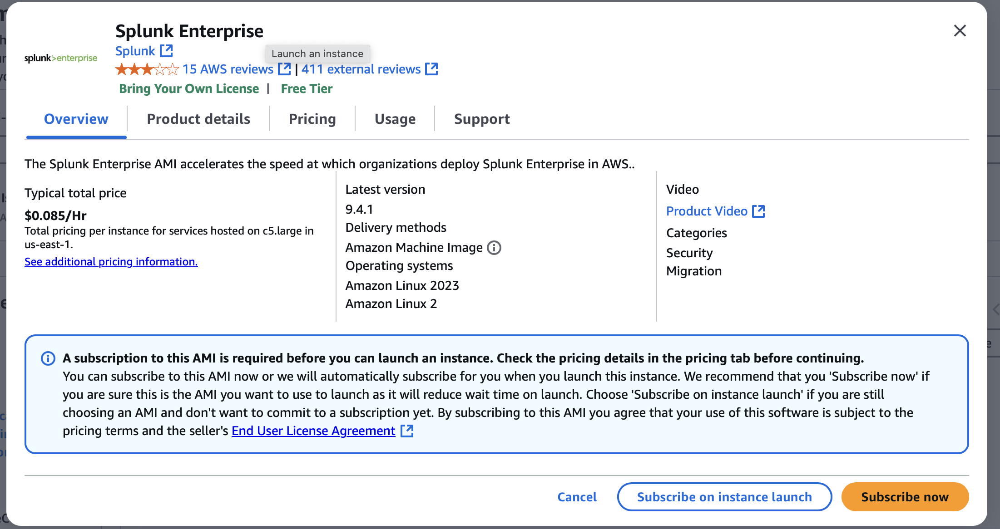 Splunk Enterprise
splunk>enterprise
Splunk
Launch an instance
15 AWS reviews | 411 external reviews
Bring Your Own License | Free Tier
Overview
Product details
Pricing
Usage
Support
The Splunk Enterprise AMI accelerates the speed at which organizations deploy Splunk Enterprise in AWS..
Typical total price
$0.085/Hr
Total pricing per instance for services hosted on c5.large in
us-east-1.
See additional pricing information.
Latest version
9.4.1
Delivery methods
Amazon Machine Image
Operating systems
Amazon Linux 2023
Amazon Linux 2
Video
Product Video
Categories
Security
Migration
A subscription to this AMI is required before you can launch an instance. Check the pricing details in the pricing tab before continuing.
You can subscribe to this AMI now or we will automatically subscribe for you when you launch this instance. We recommend that you 'Subscribe now' if
you are sure this is the AMI you want to use to launch as it will reduce wait time on launch. Choose 'Subscribe on instance launch' if you are still
choosing an AMI and don't want to commit to a subscription yet. By subscribing to this AMI you agree that your use of this software is subject to the
pricing terms and the seller's End User License Agreement
Cancel
Subscribe on instance launch
Subscribe now